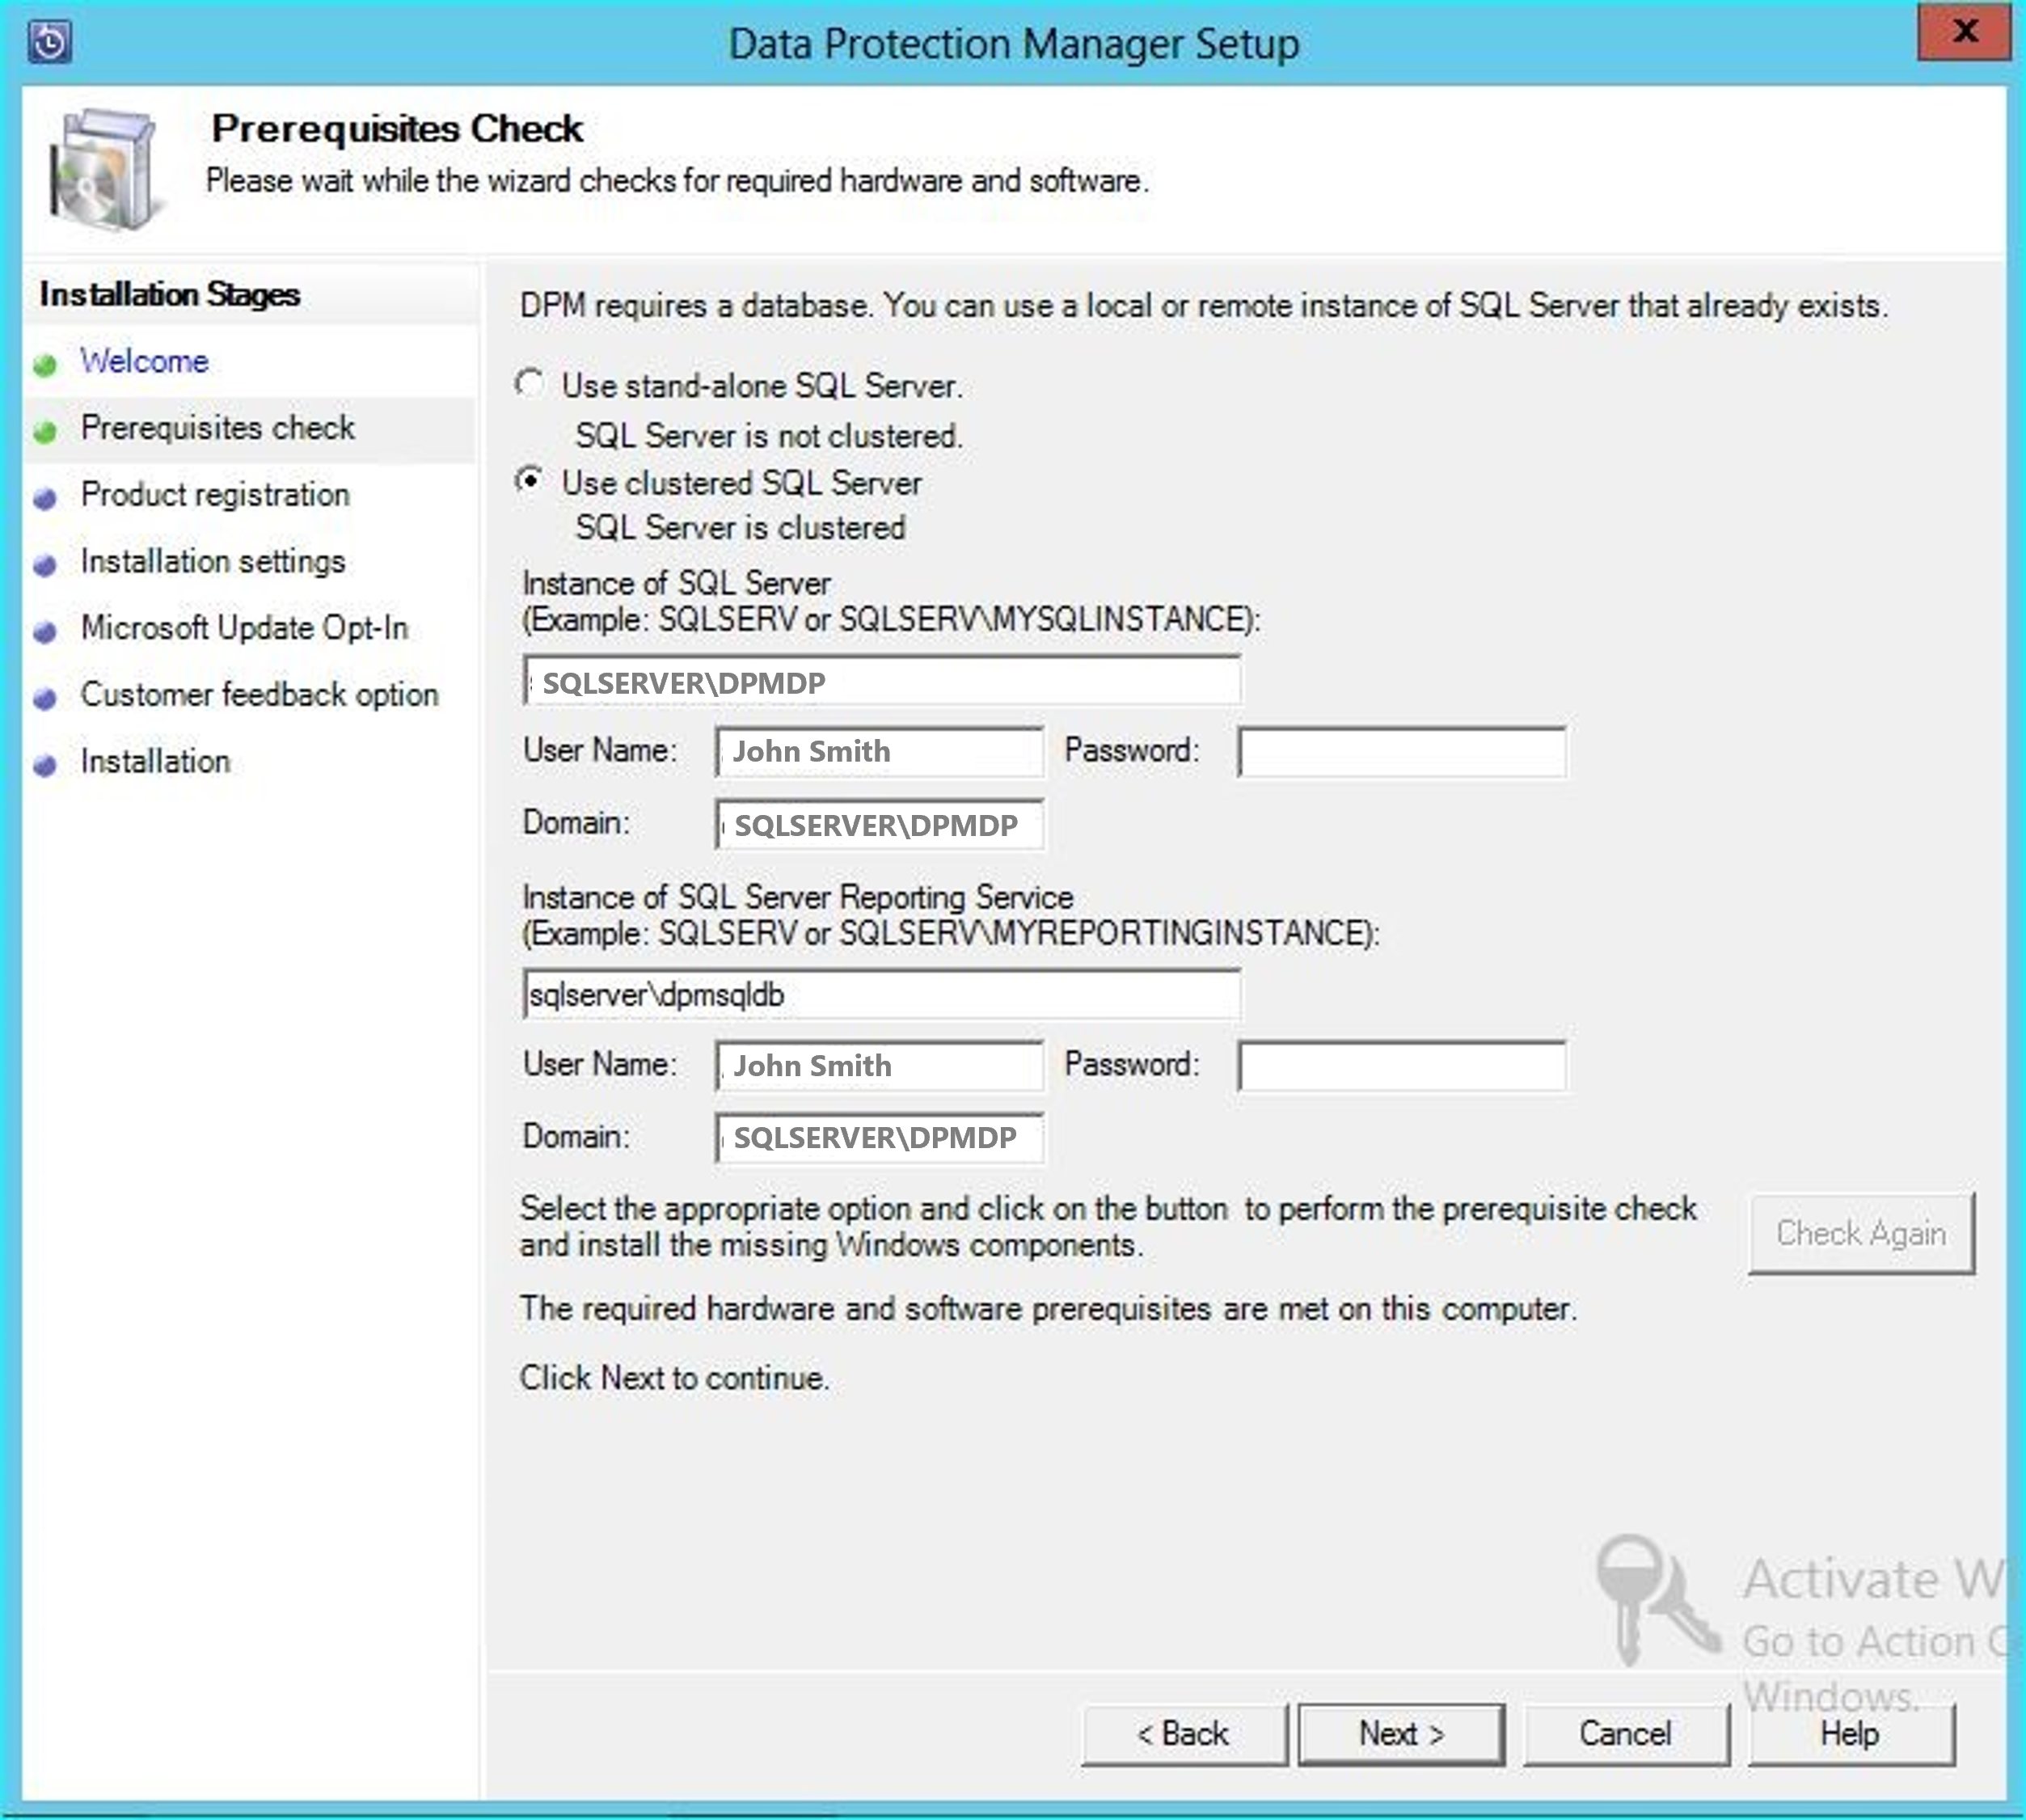 Data Protection Manager Setup
X
Prerequisites Check
Please wait while the wizard checks for required hardware and software.
Installation Stages
Welcome
Prerequisites check
Product registration
Installation settings
Microsoft Update Opt-In
Customer feedback option
Installation
DPM requires a database. You can use a local or remote instance of SQL Server that already exists.
Use stand-alone SQL Server.
SQL Server is not clustered.
Use clustered SQL Server
SQL Server is clustered
Instance of SQL Server
(Example: SQLSERV or SQLSERV\MYSQLINSTANCE):
SQLSERVER\DPMDP
User Name: John Smith Password:
Domain: SQLSERVER\DPMDP
Instance of SQL Server Reporting Service
(Example: SQLSERV or SQLSERV\MYREPORTINGINSTANCE):
sqlserver\dpmsqldb
User Name: John Smith Password:
Domain: SQLSERVER\DPMDP
Select the appropriate option and click on the button to perform the prerequisite check
and install the missing Windows components.
Check Again
The required hardware and software prerequisites are met on this computer.
Click Next to continue.
Activate W
Go to Action C
Windows.
< Back Next > Cancel Help